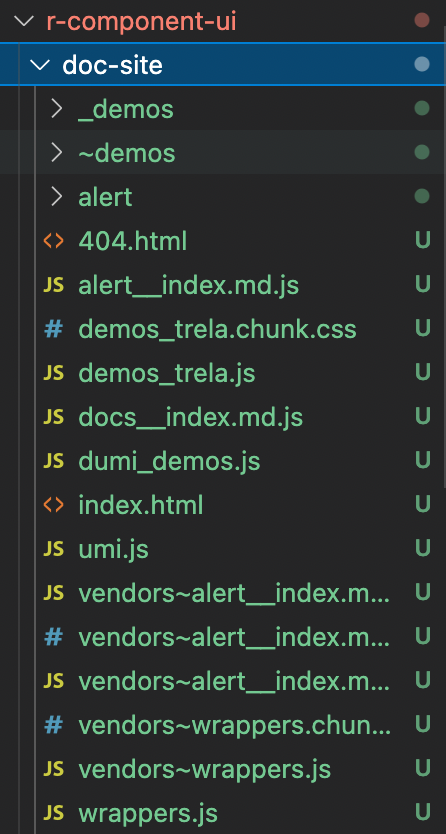 r-component-ui
doc-site
_demos
~demos
alert
<> 404.html U
JS alert__index.md.js U
# demos_trela.chunk.css U
JS demos_trela.js U
JS docs__index.md.js U
JS dumi_demos.js U
<> index.html U
JS umi.js U
JS vendors~alert__index.m... U
# vendors~alert__index.m... U
JS vendors~alert__index.m... U
# vendors~wrappers.chun... U
JS vendors~wrappers.js U
JS wrappers.js U